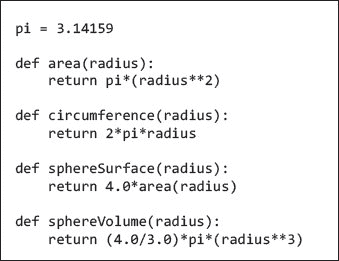 pi = 3.14159
def area(radius):
    return pi*(radius**2)
def circumference(radius):
    return 2*pi*radius
def sphereSurface(radius):
    return 4.0*area(radius)
def sphereVolume(radius):
    return (4.0/3.0)*pi*(radius**3)